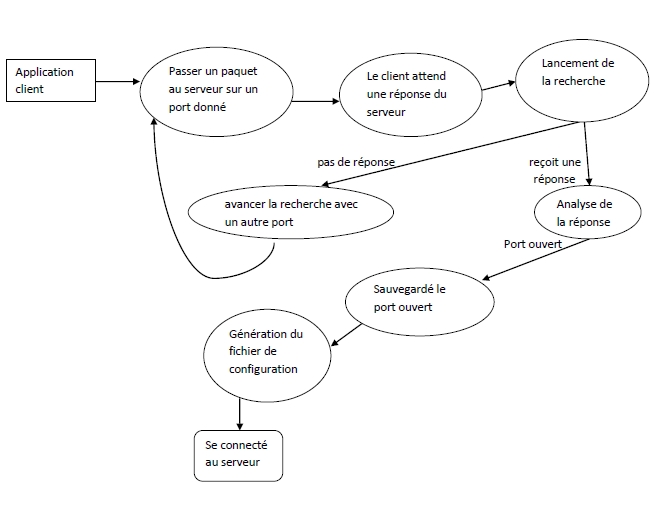 Application
client
Passer un paquet
au serveur sur un
port donné
Le client attend
une réponse du
serveur
Lancement de
la recherche
pas de réponse
reçoit une
réponse
avancer la recherche avec
un autre port
Analyse de
la réponse
Port ouvert
Sauvegardé le
port ouvert
Génération du
fichier de
configuration
Se connecté
au serveur